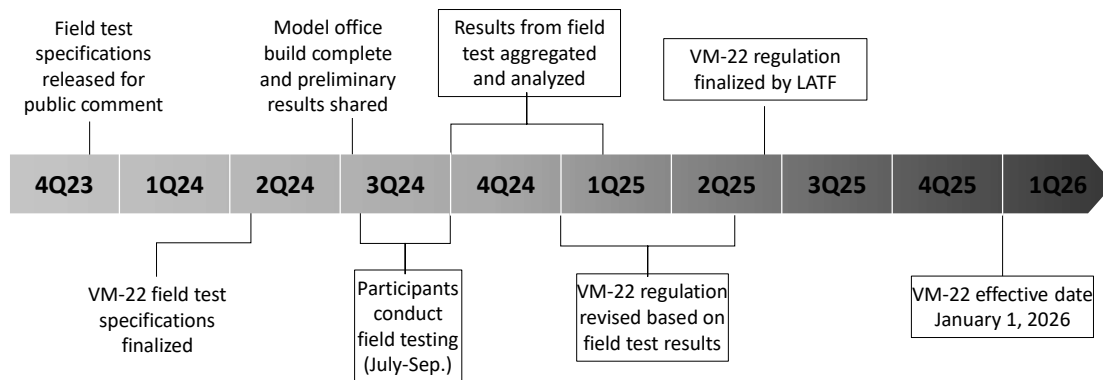 Field test
specifications
released for
public comment
Model office
build complete
and preliminary
results shared
Results from field
test aggregated
and analyzed
VM-22 regulation
finalized by LATF
4Q23 1Q24 2Q24 3Q24 4Q24 1Q25 2Q25 3Q25 4Q25 1Q26
VM-22 field test
specifications
finalized
Participants
conduct
field testing
(July-Sep.)
VM-22 regulation
revised based on
field test results
VM-22 effective date
January 1, 2026